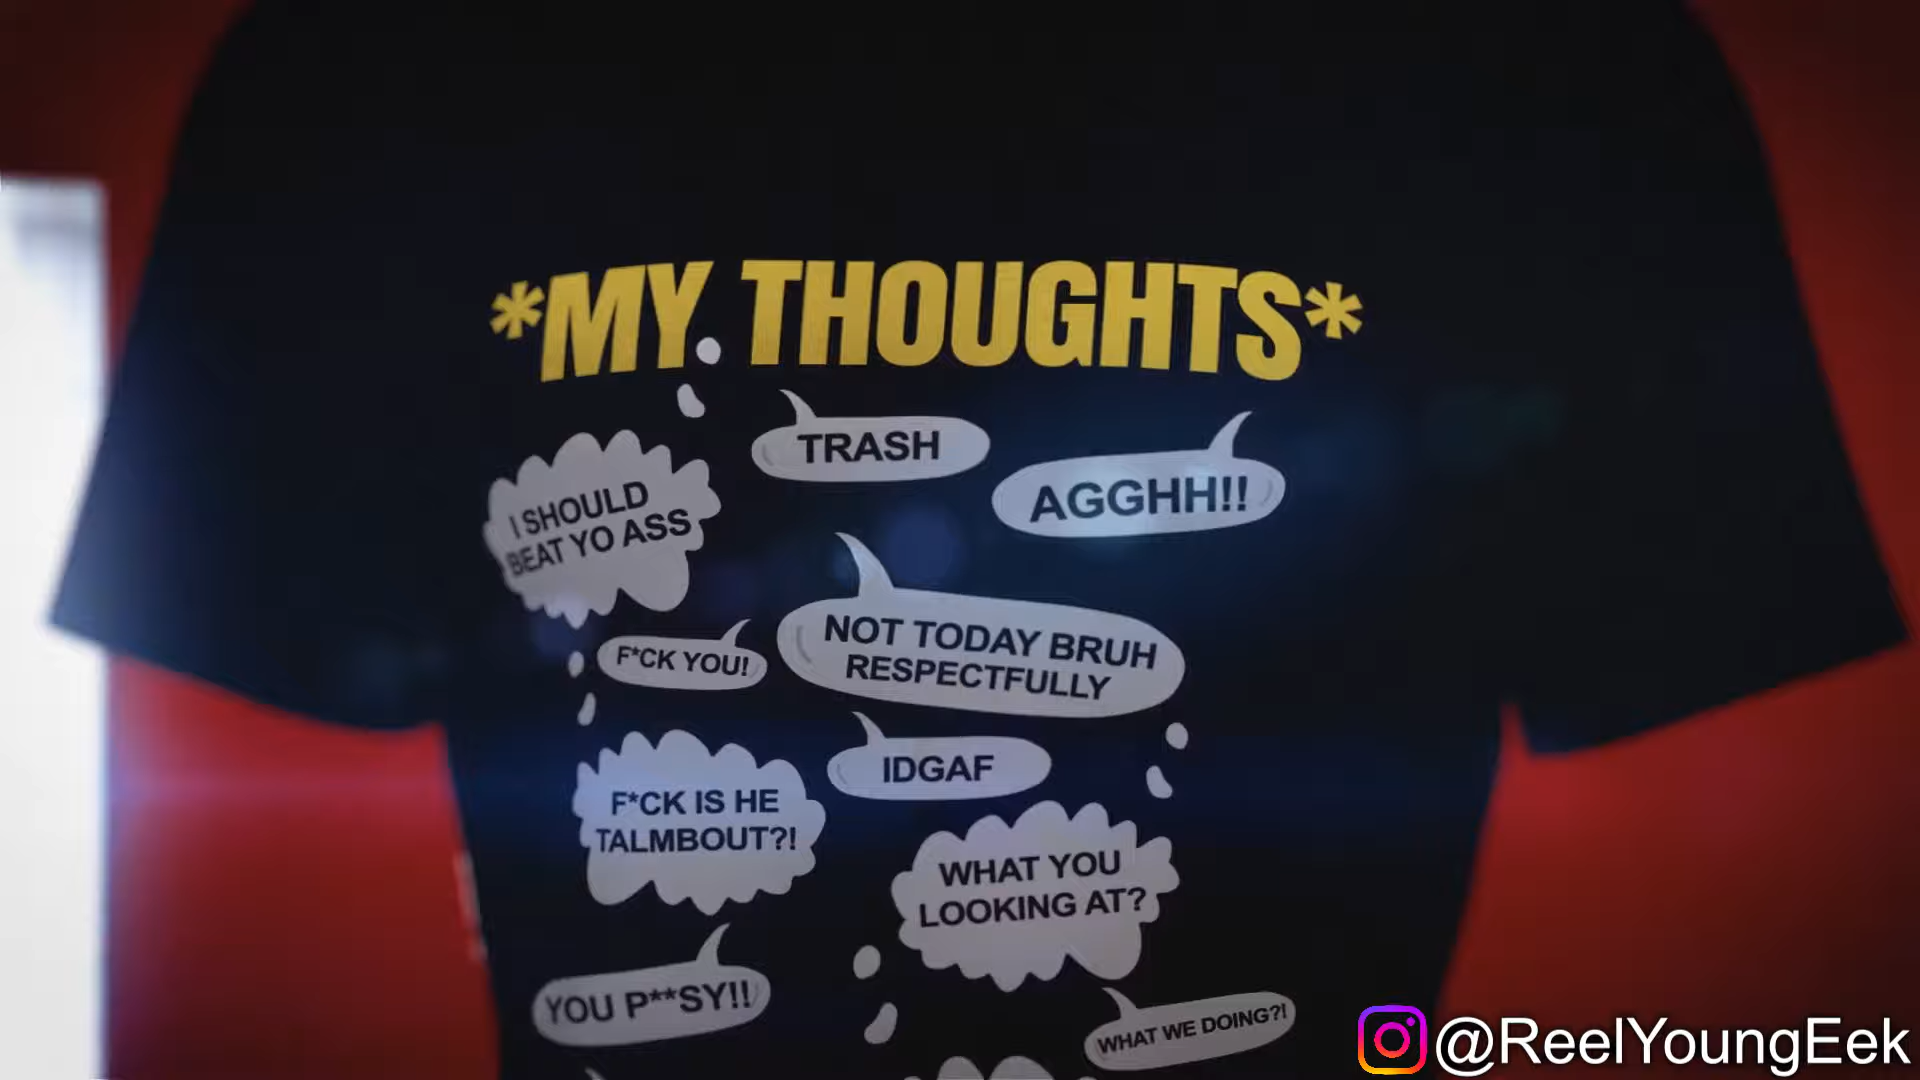 *MY THOUGHTS*
TRASH
AGGHH!!
I SHOULD
BEAT YO ASS
NOT TODAY BRUH
RESPECTFULLY
F*CK YOU!
IDGAF
F*CK IS HE
TALMBOUT?!
WHAT YOU
LOOKING AT?
YOU P**SY!!
WHAT WE DOING?!
@ReelYoungEek